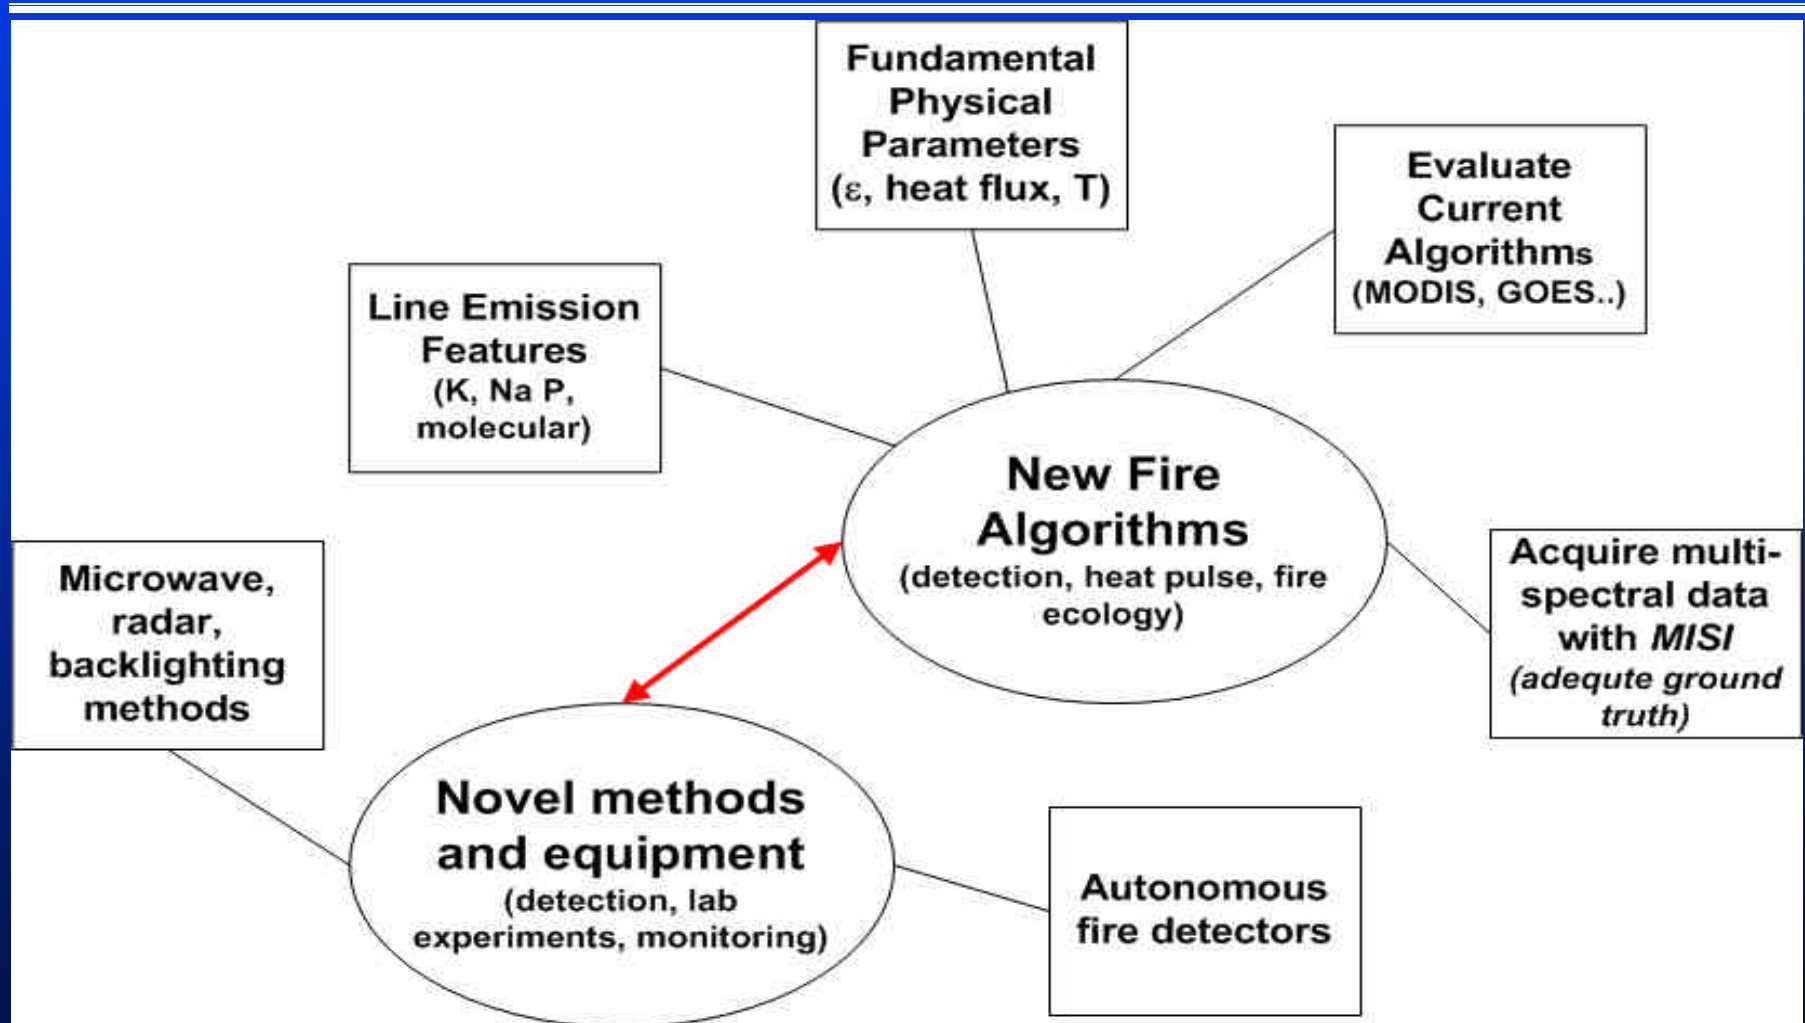 Fundamental
Physical
Parameters
(ε, heat flux, T)
Evaluate
Current
Algorithms
(MODIS, GOES..)
Line Emission
Features
(K, Na P,
molecular)
New Fire
Algorithms
(detection, heat pulse, fire
ecology)
Acquire multi-
spectral data
with MISI
(adequte ground
truth)
Microwave,
radar,
backlighting
methods
Novel methods
and equipment
(detection, lab
experiments, monitoring)
Autonomous
fire detectors